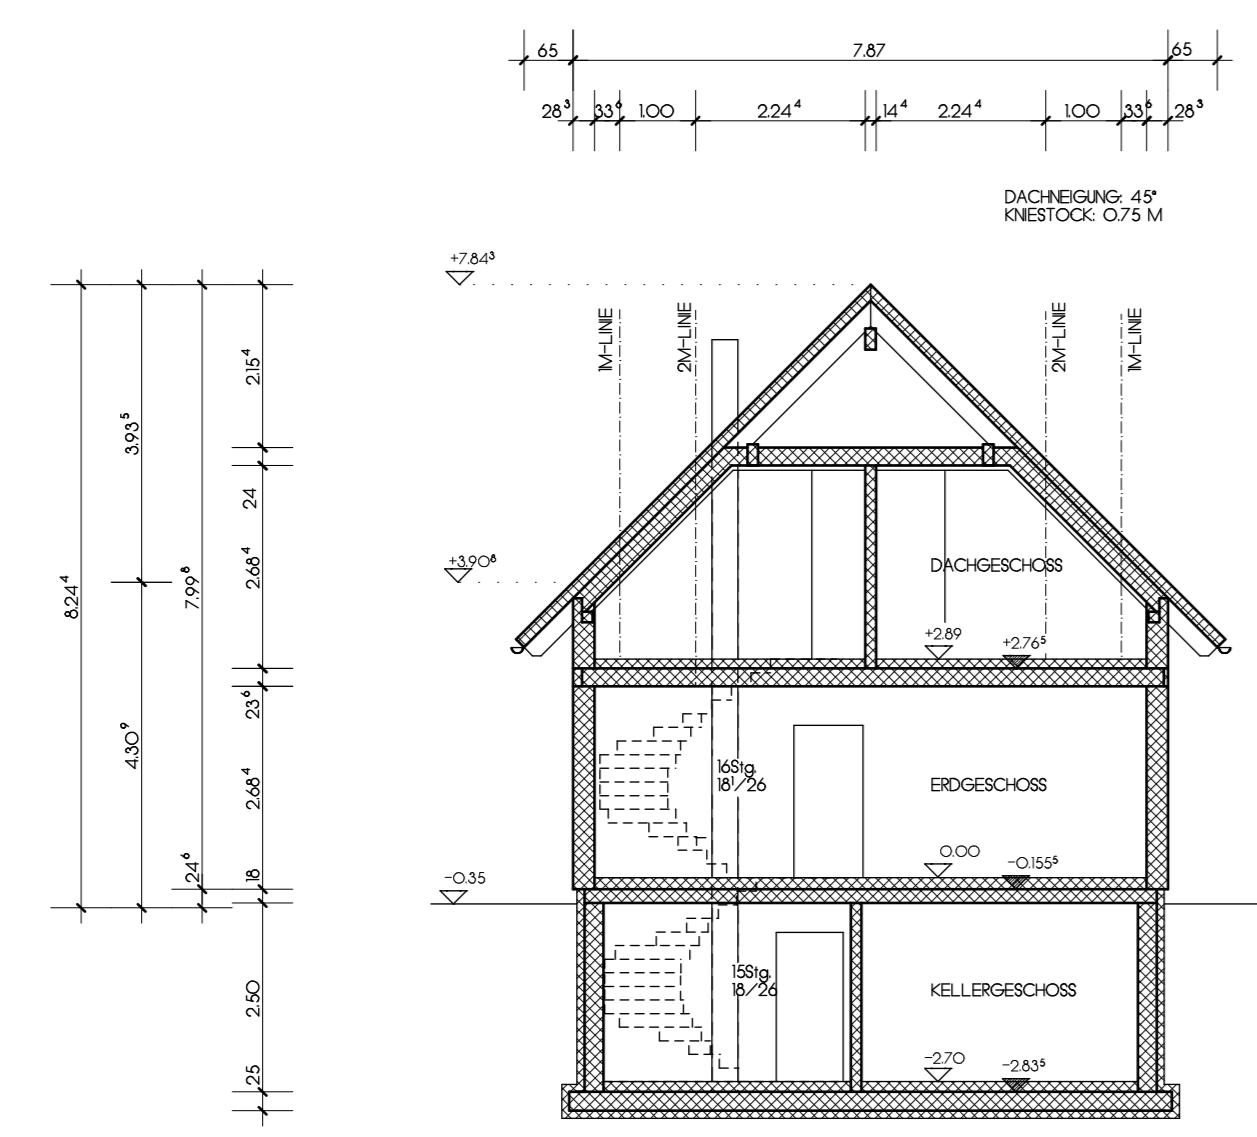 65 7.87 65
28³ 33⁶ 1.00 2.24⁴ 14⁴ 2.24⁴ 1.00 33⁶ 28³
DACHNEIGUNG: 45°
KNIESTOCK: 0.75 M
+7.84³
1M-LINIE 2M-LINIE 2M-LINIE 1M-LINIE
2.15⁴
3.93⁵
24
+3.90⁸
2.68⁴
7.99⁸
8.24⁴
DACHGESCHOSS
+2.89 +2.76⁵
23⁶
4.30⁹
2.68⁴
16Stg.
18¹/26
ERDGESCHOSS
24⁶
18
-0.35
0.00 -0.155⁵
15Stg.
18/26
KELLERGESCHOSS
2.50
-2.70 -2.83⁵
25